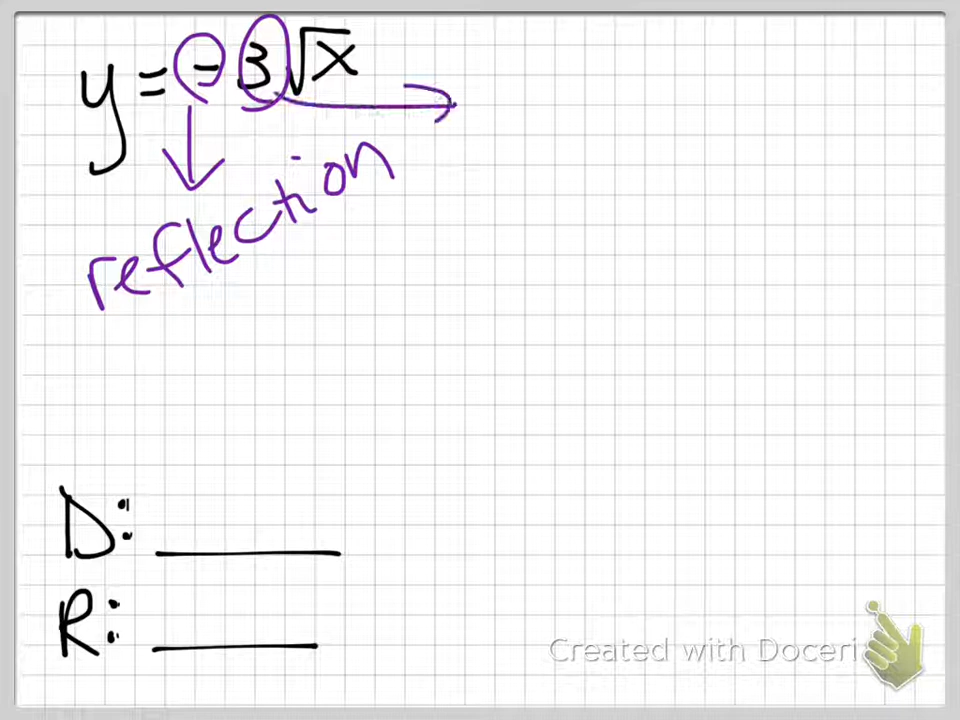 y = - 3√x
reflection
D: ______
R: ______
Created with Doceri